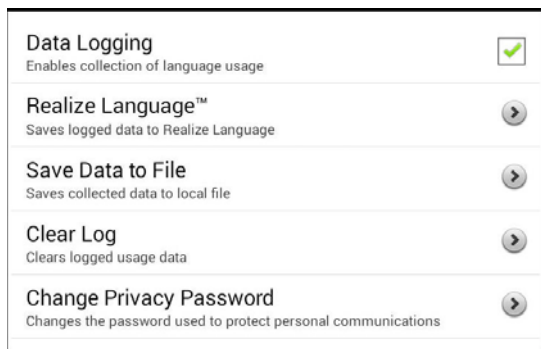 Data Logging
Enables collection of language usage
Realize Language™
Saves logged data to Realize Language
Save Data to File
Saves collected data to local file
Clear Log
Clears logged usage data
Change Privacy Password
Changes the password used to protect personal communications